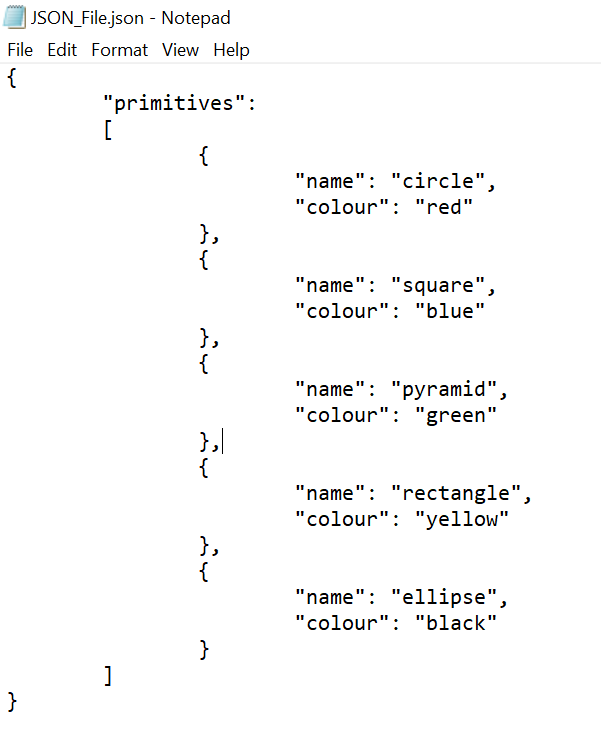 JSON_File.json - Notepad
File Edit Format View Help
{
"primitives":
[
{
"name": "circle",
"colour": "red"
},
{
"name": "square",
"colour": "blue"
},
{
"name": "pyramid",
"colour": "green"
},
{
"name": "rectangle",
"colour": "yellow"
},
{
"name": "ellipse",
"colour": "black"
}
]
}